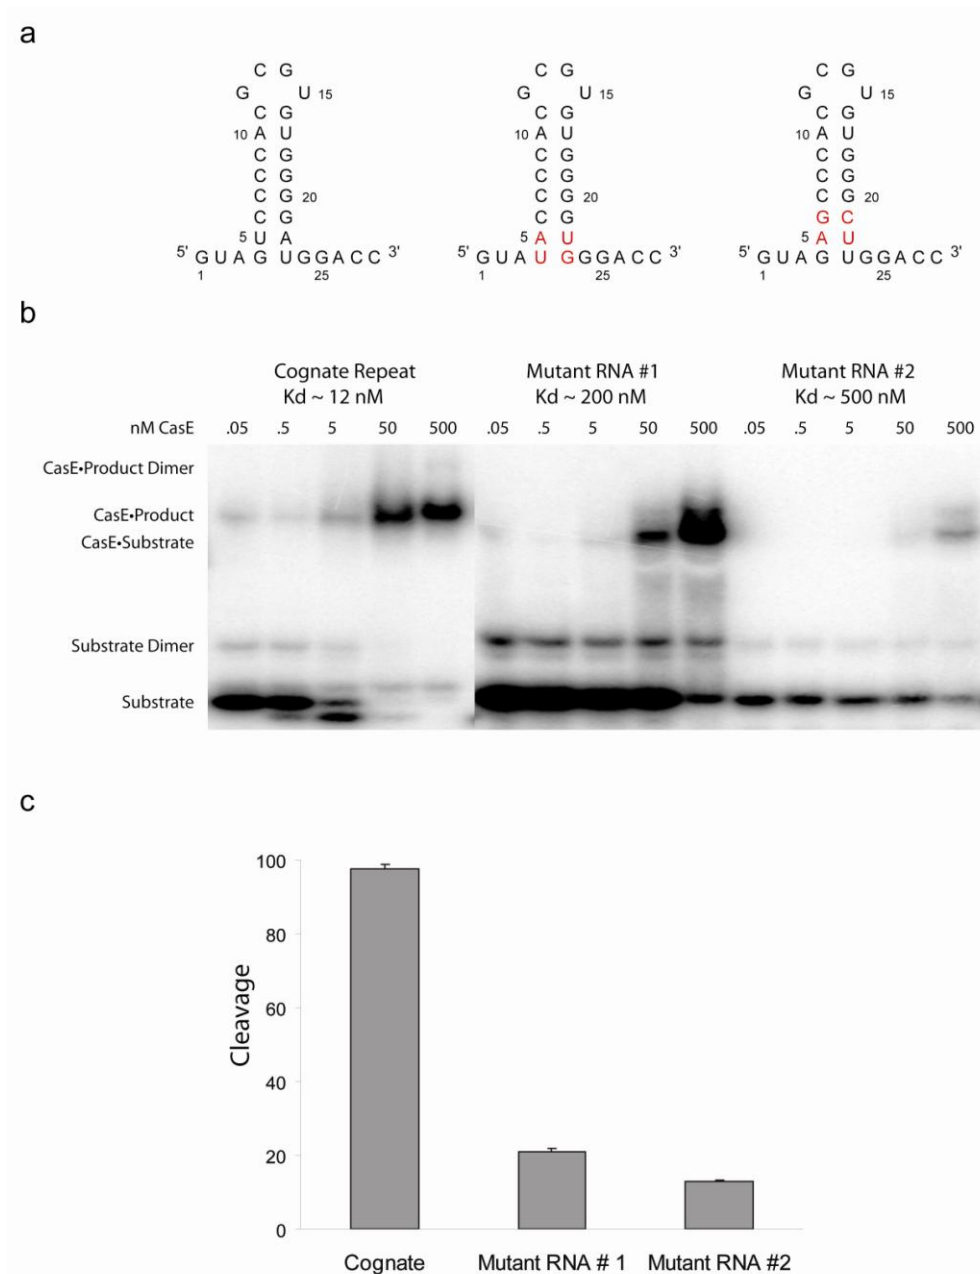 a
C G C G C G
G U 15 G U 15 G U 15
C G C G C G
10 A U 10 A U 10 A U
C G C G C G
C G C G C G
C G 20 C G 20 C G 20
C G C G G C
5 U A 5 A U 5 A U
5' G U A G U G G A C C 3' 5' G U A U G G G A C C 3' 5' G U A G U G G A C C 3'
1 25 1 25 1 25
b
Cognate Repeat Mutant RNA #1 Mutant RNA #2
Kd ~ 12 nM Kd ~ 200 nM Kd ~ 500 nM
nM CasE .05 .5 5 50 500 .05 .5 5 50 500 .05 .5 5 50 500
CasE•Product Dimer
CasE•Product
CasE•Substrate
Substrate Dimer
Substrate
c
Cleavage
100
80
60
40
20
0
Cognate Mutant RNA # 1 Mutant RNA #2